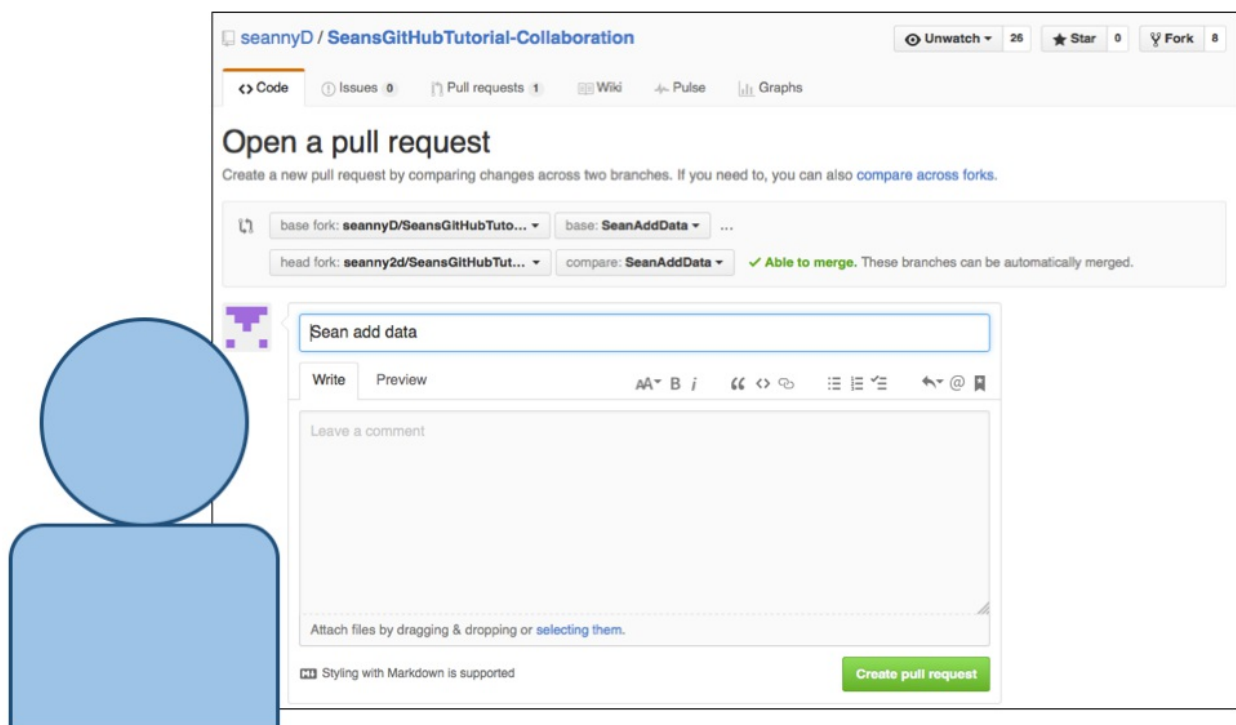 seannyD / SeansGitHubTutorial-Collaboration
Unwatch 26 Star 0 Fork 8
Code Issues 0 Pull requests 1 Wiki Pulse Graphs
Open a pull request
Create a new pull request by comparing changes across two branches. If you need to, you can also compare across forks.
base fork: seannyD/SeansGitHubTuto... base: SeanAddData ...
head fork: seanny2d/SeansGitHubTut... compare: SeanAddData ✓ Able to merge. These branches can be automatically merged.
Sean add data
Write Preview AA B i “ <> @
Leave a comment
Attach files by dragging & dropping or selecting them.
Styling with Markdown is supported Create pull request